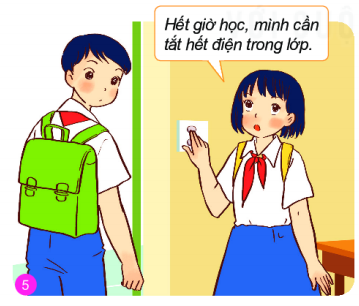 Hết giờ học, mình cần
tắt hết điện trong lớp.
5